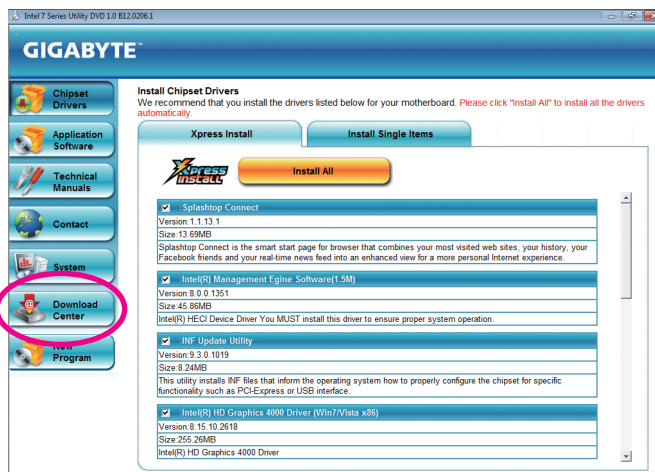 Intel 7 Series Utility DVD 1.0 B12.0206.1
GIGABYTE™
Chipset
Drivers
Application
Software
Technical
Manuals
Contact
System
Download
Center
New
Program
Install Chipset Drivers
We recommend that you install the drivers listed below for your motherboard. Please click "Install All" to install all the drivers
automatically.
Xpress Install
Install Single Items
Xpress
Install
Install All
Splashtop Connect
Version:1.1.13.1
Size:13.69MB
Splashtop Connect is the smart start page for browser that combines your most visited web sites, your history, your
Facebook friends and your real-time news feed into an enhanced view for a more personal Internet experience.
Intel(R) Management Egine Software(1.5M)
Version:8.0.0.1351
Size:45.86MB
Intel(R) HECI Device Driver You MUST install this driver to ensure proper system operation.
INF Update Utility
Version:9.3.0.1019
Size:8.24MB
This utility installs INF files that inform the operating system how to properly configure the chipset for specific
functionality such as PCI-Express or USB interface.
Intel(R) HD Graphics 4000 Driver (Win7/Vista x86)
Version:8.15.10.2618
Size:255.26MB
Intel(R) HD Graphics 4000 Driver